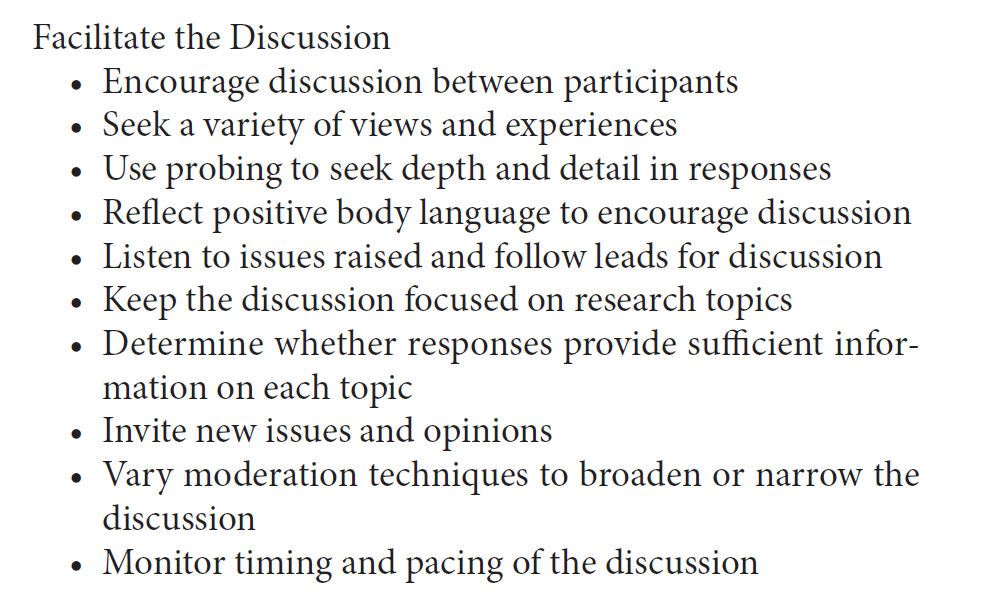 Facilitate the Discussion
• Encourage discussion between participants
• Seek a variety of views and experiences
• Use probing to seek depth and detail in responses
• Reflect positive body language to encourage discussion
• Listen to issues raised and follow leads for discussion
• Keep the discussion focused on research topics
• Determine whether responses provide sufficient infor-
mation on each topic
• Invite new issues and opinions
• Vary moderation techniques to broaden or narrow the
discussion
• Monitor timing and pacing of the discussion